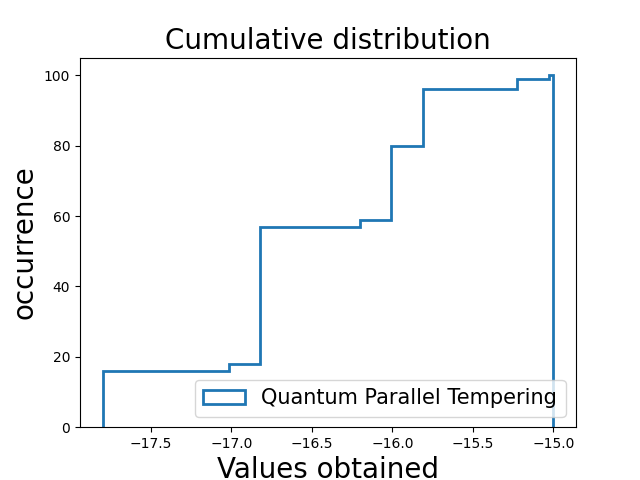 Cumulative distribution
occurrence
100
80
60
40
20
0
Quantum Parallel Tempering
−17.5 −17.0 −16.5 −16.0 −15.5 −15.0
Values obtained